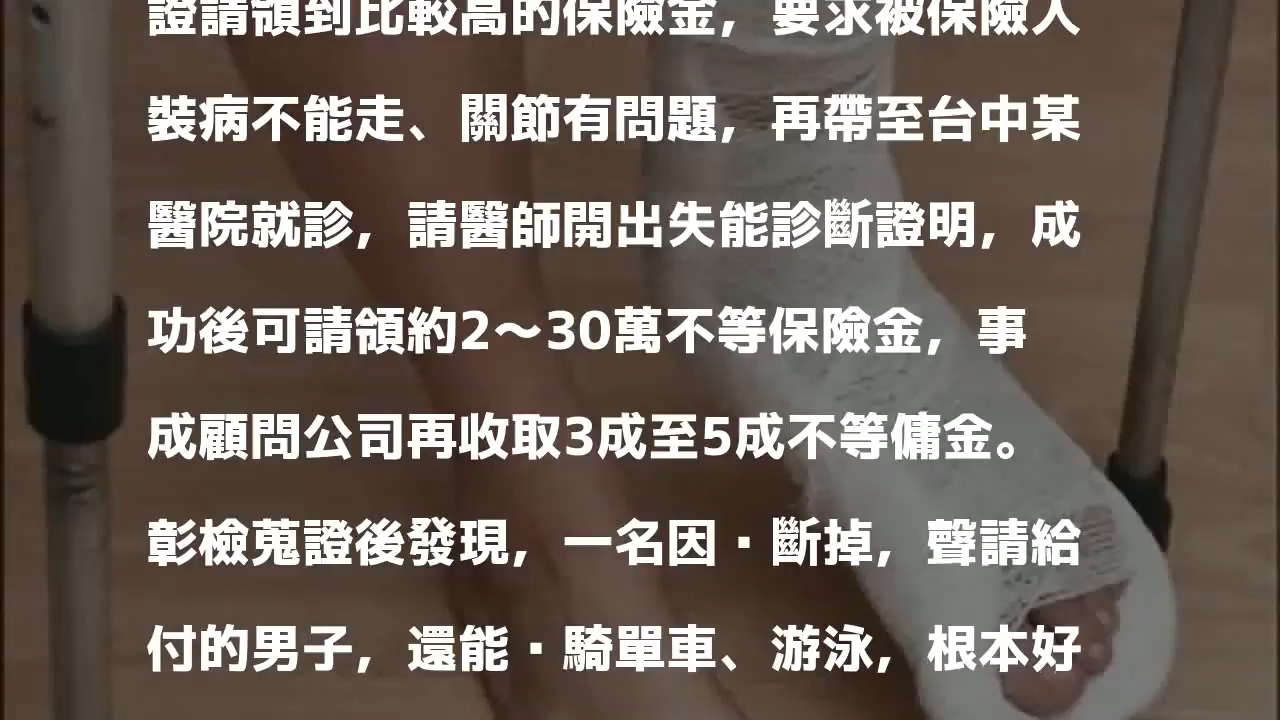 證請領到比較高的保險金，要求被保險人
裝病不能走、關節有問題，再帶至台中某
醫院就診，請醫師開出失能診斷證明，成
功後可請領約2～30萬不等保險金，事
成顧問公司再收取3成至5成不等傭金。
彰檢蒐證後發現，一名因▪斷掉，聲請給
付的男子，還能▪騎單車、游泳，根本好